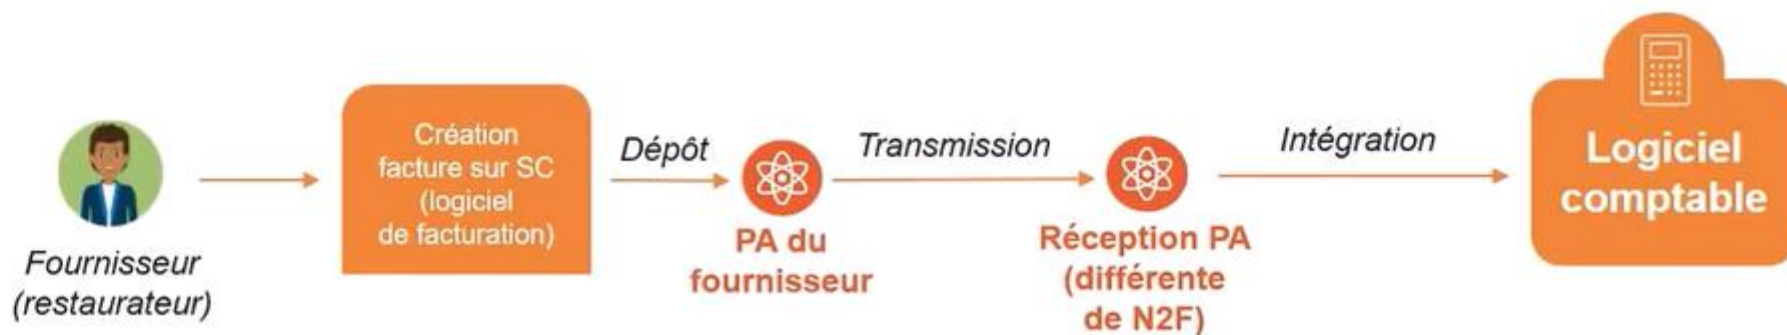 Fournisseur
(restaurateur)
Création
facture sur SC
(logiciel
de facturation)
Dépôt
PA du
fournisseur
Transmission
Réception PA
(différente
de N2F)
Intégration
Logiciel
comptable